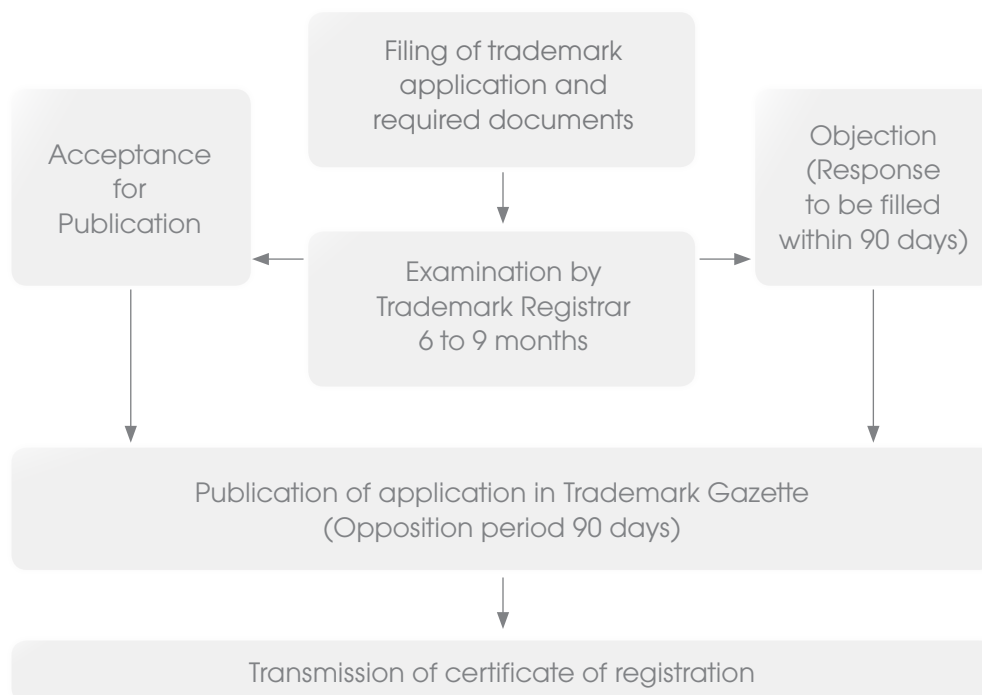 Filing of trademark
application and
required documents
Acceptance
for
Publication
Objection
(Response
to be filled
within 90 days)
Examination by
Trademark Registrar
6 to 9 months
Publication of application in Trademark Gazette
(Opposition period 90 days)
Transmission of certificate of registration